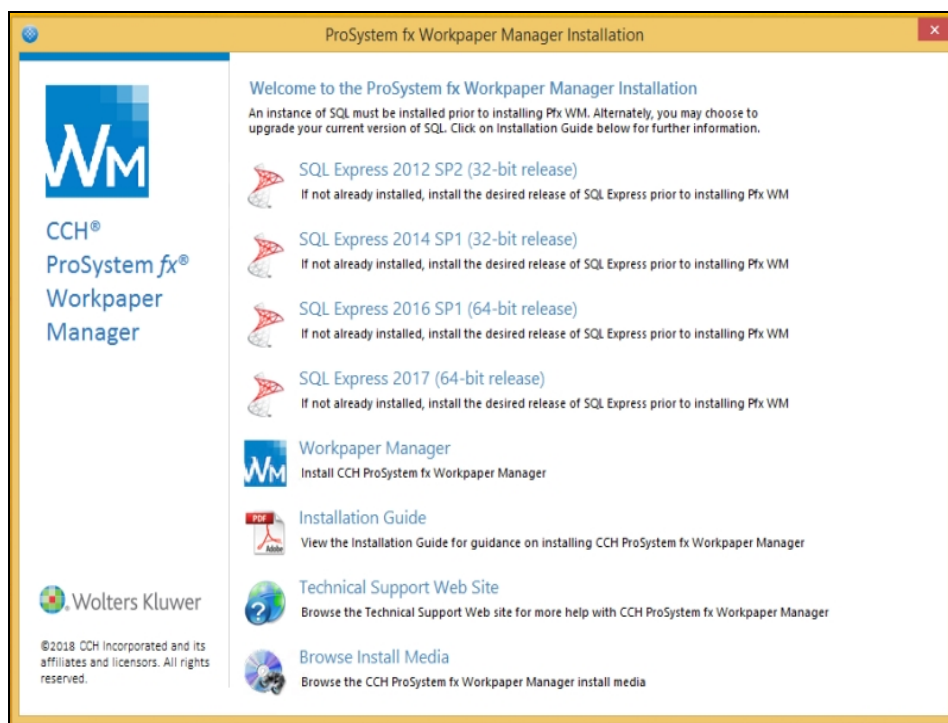 ProSystem fx Workpaper Manager Installation
WM
CCH®
ProSystem fx®
Workpaper
Manager
Wolters Kluwer
©2018 CCH Incorporated and its
affiliates and licensors. All rights
reserved.
Welcome to the ProSystem fx Workpaper Manager Installation
An instance of SQL must be installed prior to installing Pfx WM. Alternately, you may choose to
upgrade your current version of SQL. Click on Installation Guide below for further information.
SQL Express 2012 SP2 (32-bit release)
If not already installed, install the desired release of SQL Express prior to installing Pfx WM
SQL Express 2014 SP1 (32-bit release)
If not already installed, install the desired release of SQL Express prior to installing Pfx WM
SQL Express 2016 SP1 (64-bit release)
If not already installed, install the desired release of SQL Express prior to installing Pfx WM
SQL Express 2017 (64-bit release)
If not already installed, install the desired release of SQL Express prior to installing Pfx WM
WM
Workpaper Manager
Install CCH ProSystem fx Workpaper Manager
PDF
Adobe
Installation Guide
View the Installation Guide for guidance on installing CCH ProSystem fx Workpaper Manager
Technical Support Web Site
Browse the Technical Support Web site for more help with CCH ProSystem fx Workpaper Manager
Browse Install Media
Browse the CCH ProSystem fx Workpaper Manager install media